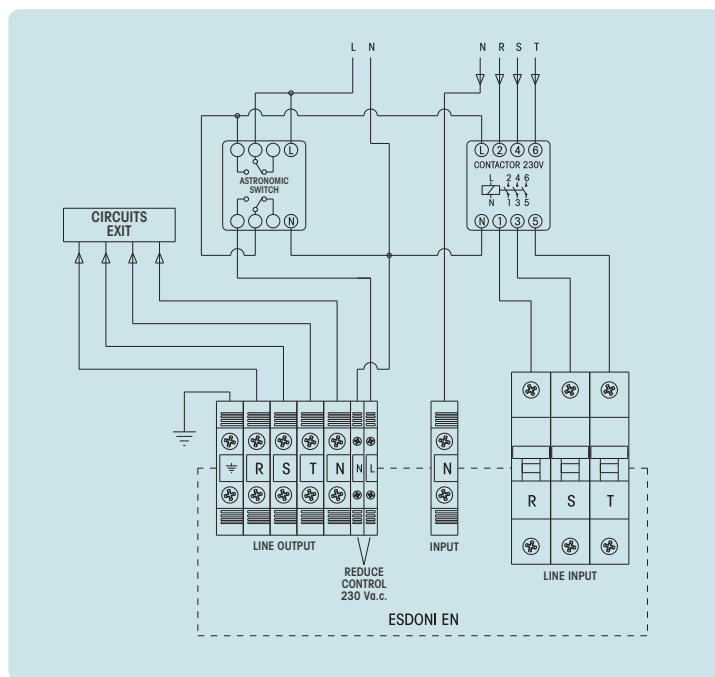 L N
N R S T
L 2 4 6
CONTACTOR 230V
L 2 4 6
N 1 3 5
N 1 3 5
L
ASTRONOMIC
SWITCH
N
CIRCUITS
EXIT
R S T N N L
N
R S T
LINE OUTPUT
INPUT
LINE INPUT
REDUCE
CONTROL
230 Va.c.
ESDONI EN